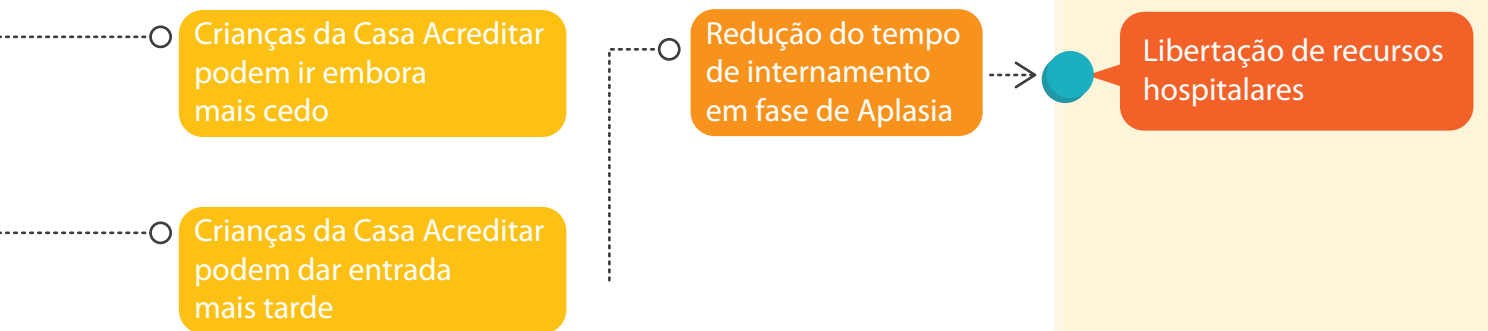 Crianças da Casa Acreditar
podem ir embora
mais cedo
Redução do tempo
de internamento
em fase de Aplasia
Libertação de recursos
hospitalares
Crianças da Casa Acreditar
podem dar entrada
mais tarde